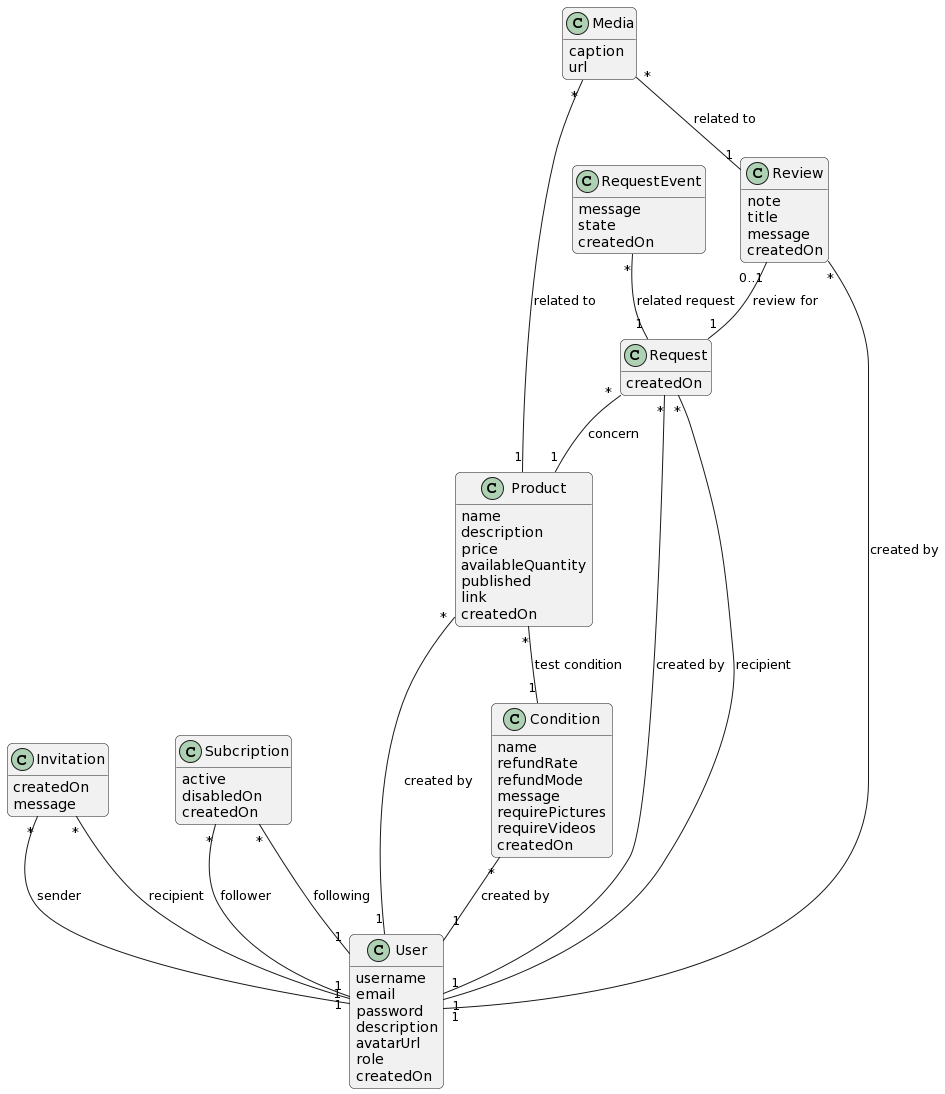 C Media
caption
url
*
*
related to
1
C RequestEvent
message
state
createdOn
C Review
note
title
message
createdOn
*
0..1
*
related to
related request
review for
1
1
C Request
createdOn
*
*
*
concern
1
1
C Product
name
description
price
availableQuantity
published
link
createdOn
created by
*
*
test condition
created by
recipient
1
C Condition
name
refundRate
refundMode
message
requirePictures
requireVideos
createdOn
C Invitation
createdOn
message
C Subcription
active
disabledOn
createdOn
created by
*
*
*
*
*
sender
recipient
follower
following
created by
1
1
1
1
1
1
1
1
1
C User
username
email
password
description
avatarUrl
role
createdOn